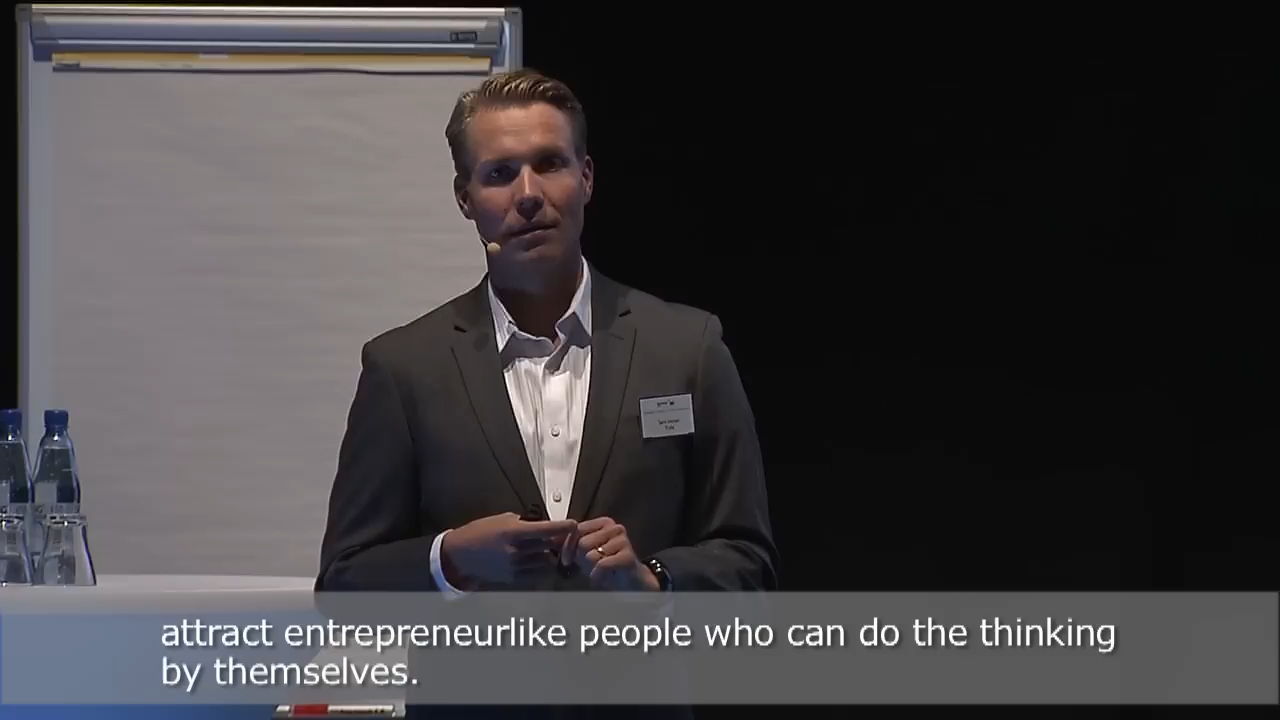 attract entrepreneurlike people who can do the thinking
by themselves.